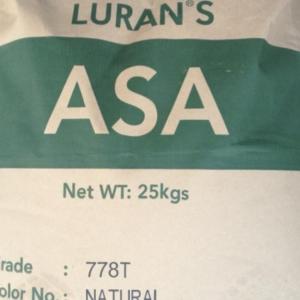 LURAN®S
ASA
Net WT: 25kgs
rade : 778T
olor No. : NATURAL